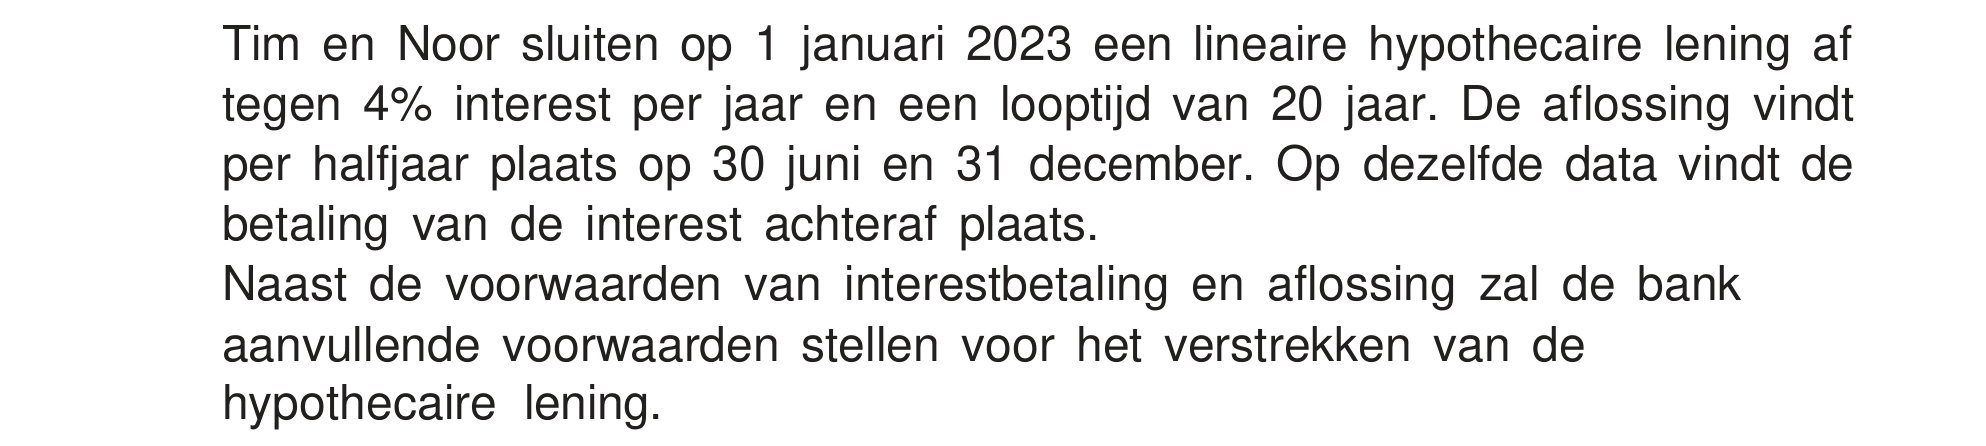 Tim en Noor sluiten op 1 januari 2023 een lineaire hypothecaire lening af
tegen 4% interest per jaar en een looptijd van 20 jaar. De aflossing vindt
per halfjaar plaats op 30 juni en 31 december. Op dezelfde data vindt de
betaling van de interest achteraf plaats.
Naast de voorwaarden van interestbetaling en aflossing zal de bank
aanvullende voorwaarden stellen voor het verstrekken van de
hypothecaire lening.